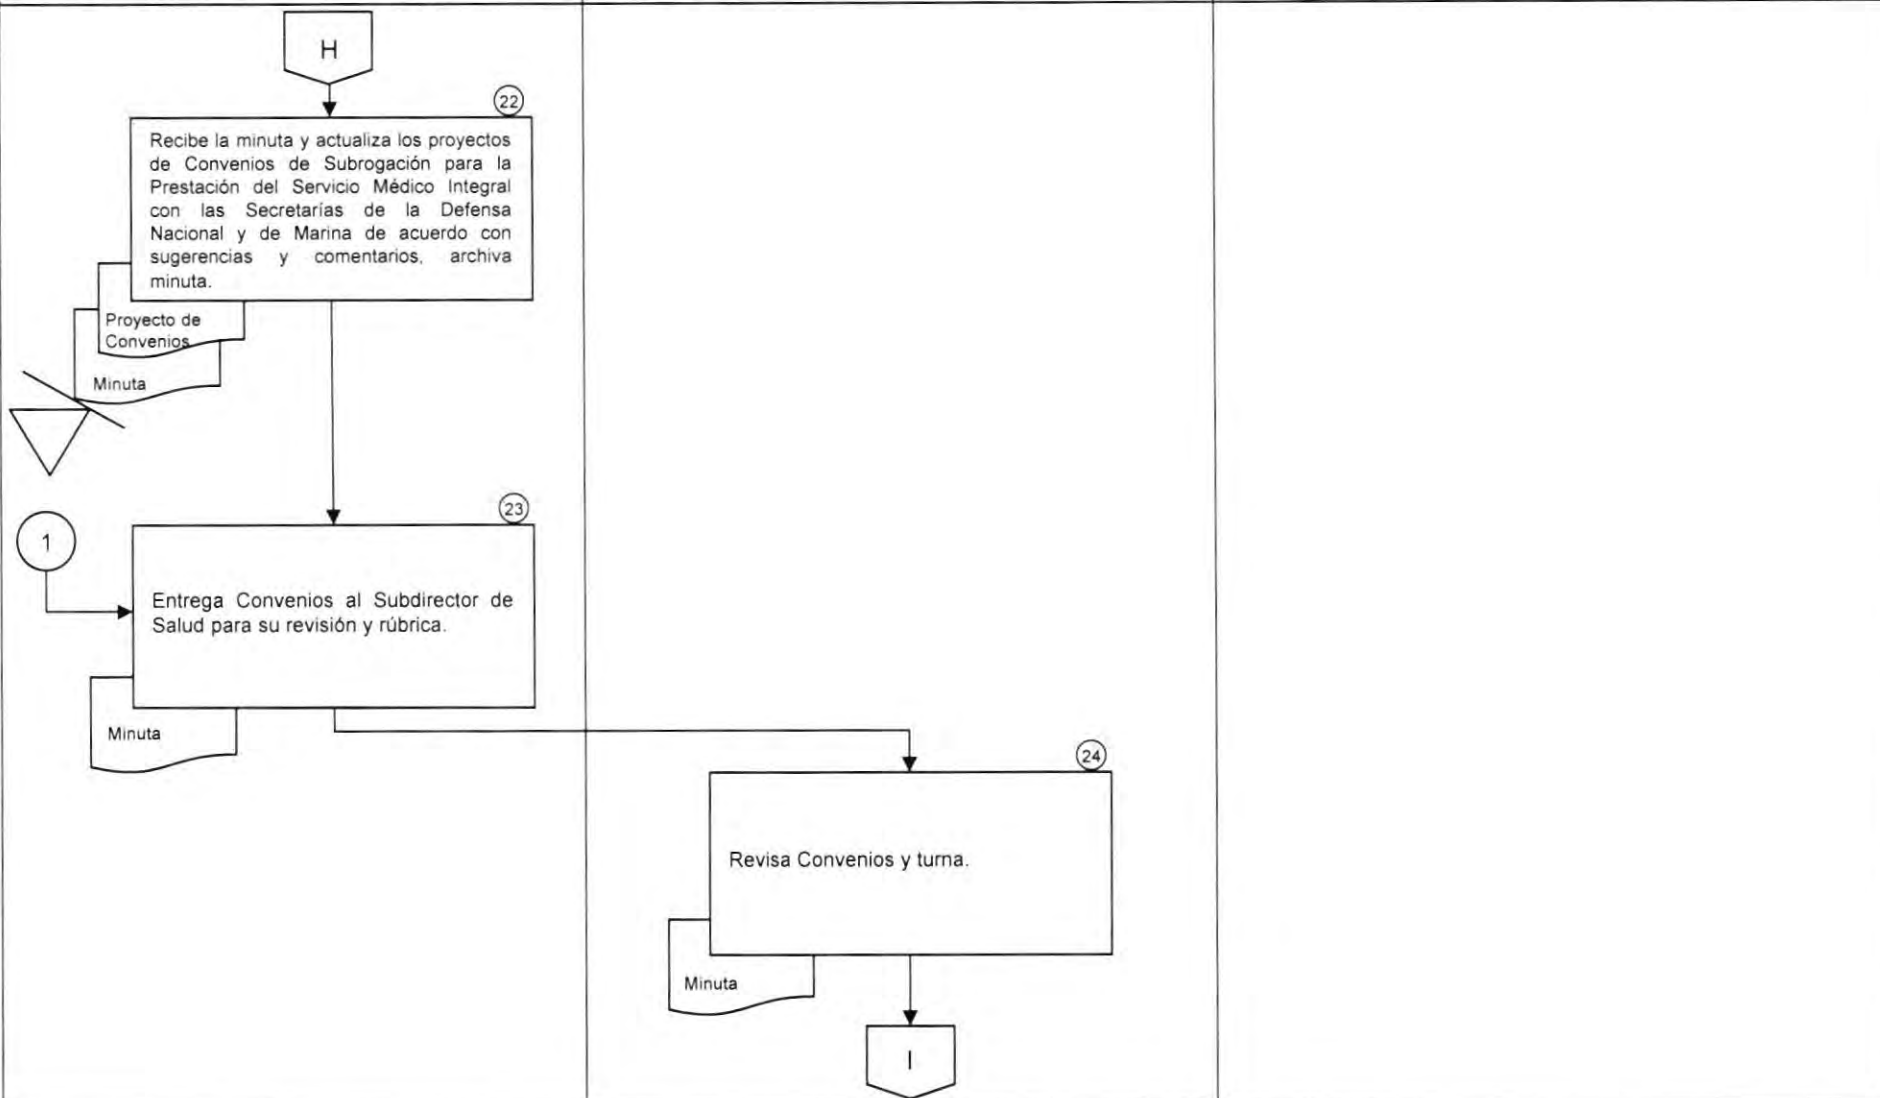 H
22
Recibe la minuta y actualiza los proyectos
de Convenios de Subrogación para la
Prestación del Servicio Médico Integral
con las Secretarías de la Defensa
Nacional y de Marina de acuerdo con
sugerencias y comentarios, archiva
minuta.
Proyecto de
Convenios
Minuta
23
1
Entrega Convenios al Subdirector de
Salud para su revisión y rúbrica.
Minuta
24
Revisa Convenios y turna.
Minuta
I